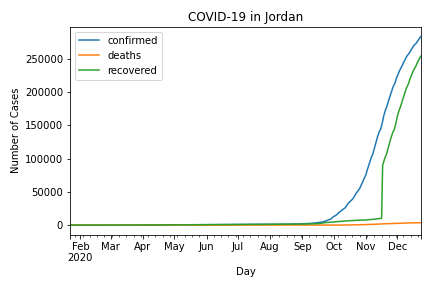 COVID-19 in Jordan
confirmed
deaths
recovered
Number of Cases
250000
200000
150000
100000
50000
0
Feb Mar Apr May Jun Jul Aug Sep Oct Nov Dec
2020
Day